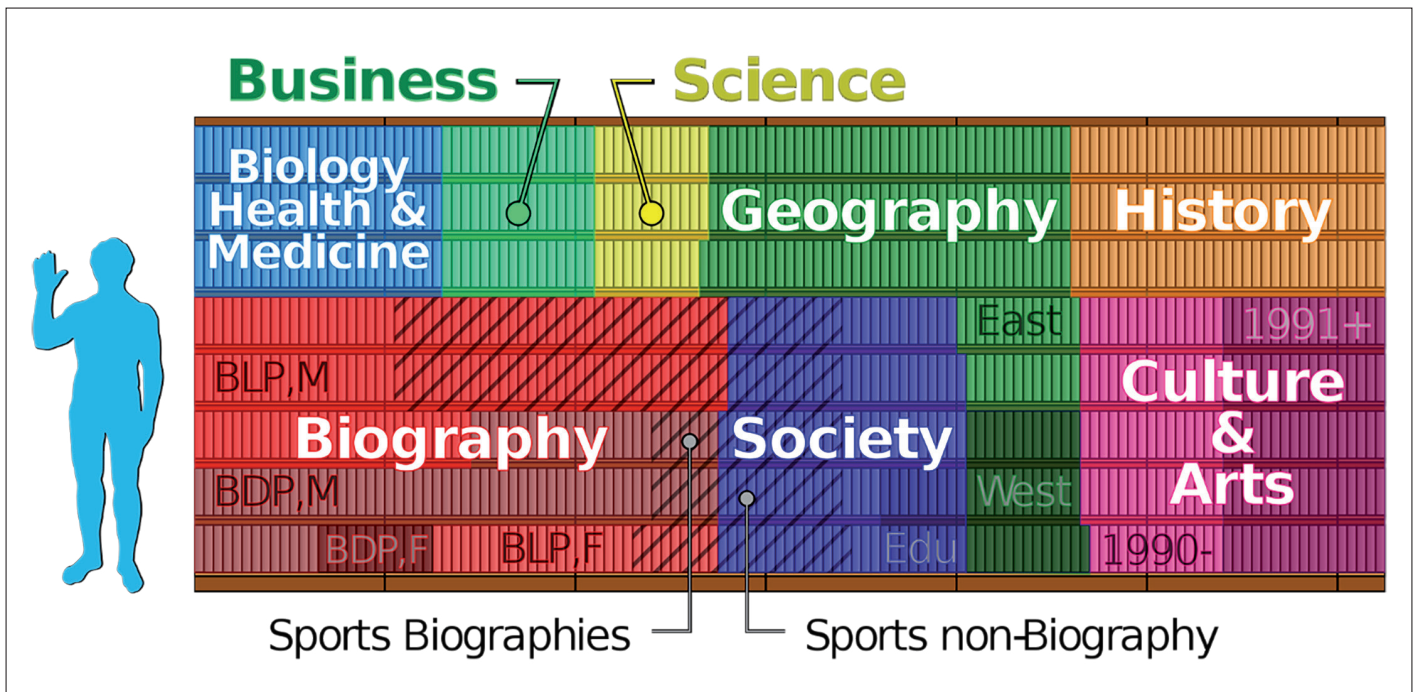 Business
Science
Biology
Health &
Medicine
Geography
History
East
1991+
BLP,M
Culture
&
Arts
Biography
Society
BDP,M
West
BDP,F
BLP,F
Edu
1990-
Sports Biographies
Sports non-Biography